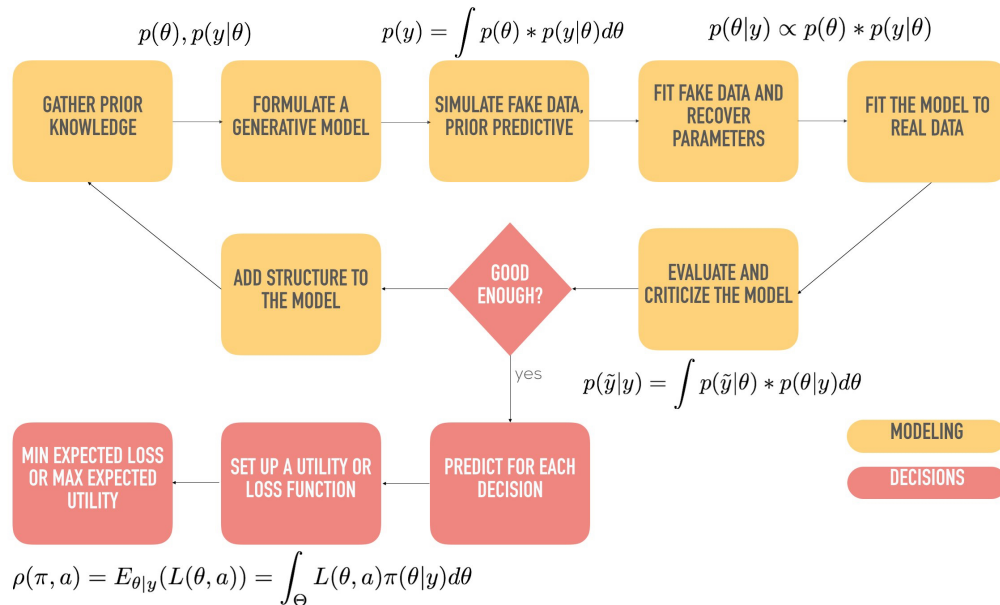 p(θ), p(y|θ)
p(y) = ∫ p(θ) * p(y|θ)dθ
p(θ|y) ∝ p(θ) * p(y|θ)
GATHER PRIOR
KNOWLEDGE
FORMULATE A
GENERATIVE MODEL
SIMULATE FAKE DATA,
PRIOR PREDICTIVE
FIT FAKE DATA AND
RECOVER
PARAMETERS
FIT THE MODEL TO
REAL DATA
ADD STRUCTURE TO
THE MODEL
GOOD
ENOUGH?
EVALUATE AND
CRITICIZE THE MODEL
yes
p(ỹ|y) = ∫ p(ỹ|θ) * p(θ|y)dθ
MIN EXPECTED LOSS
OR MAX EXPECTED
UTILITY
SET UP A UTILITY OR
LOSS FUNCTION
PREDICT FOR EACH
DECISION
MODELING
DECISIONS
ρ(π, a) = E_{θ|y}(L(θ, a)) = ∫_Θ L(θ, a)π(θ|y)dθ